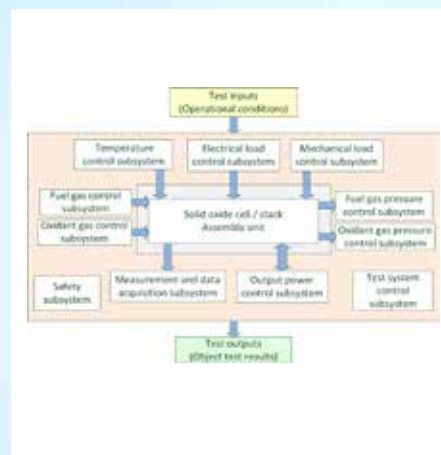 Test inputs
(Operational conditions)
Temperature
control subsystem
Electrical load
control subsystem
Mechanical load
control subsystem
Fuel gas control
subsystem
Oxidant gas control
subsystem
Solid oxide cell / stack
Assembly unit
Fuel gas pressure
control subsystem
Oxidant gas pressure
control subsystem
Safety
subsystem
Measurement and data
acquisition subsystem
Output power
control subsystem
Test system
control
subsystem
Test outputs
(Object test results)